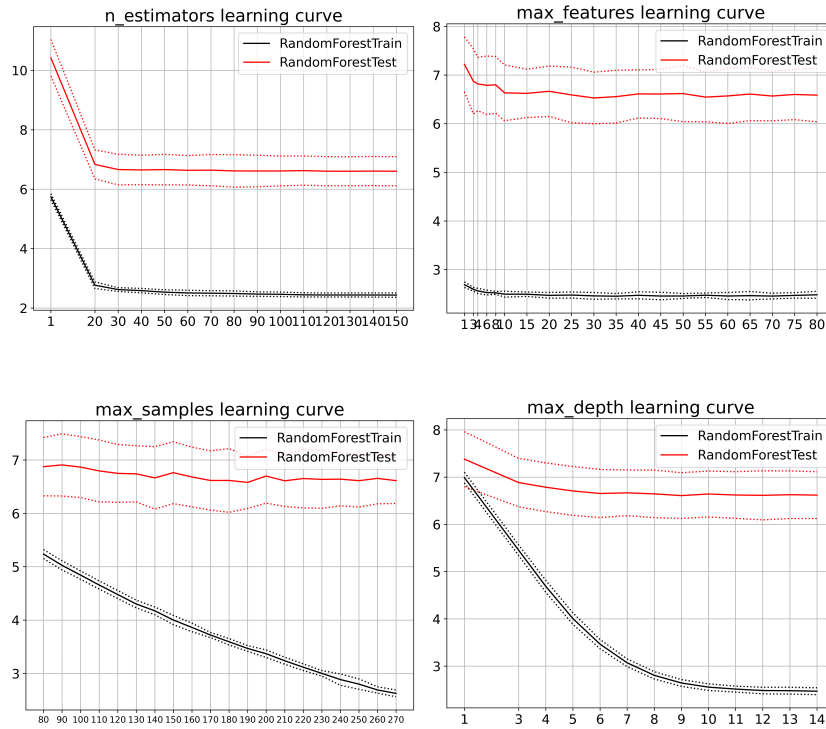 n_estimators learning curve
RandomForestTrain
RandomForestTest
10
8
6
4
2
1 20 30 40 50 60 70 80 90 100 110 120 130 140 150
max_features learning curve
RandomForestTrain
RandomForestTest
8
7
6
5
4
3
1 3 4 6 8 10 15 20 25 30 35 40 45 50 55 60 65 70 75 80
max_samples learning curve
RandomForestTrain
RandomForestTest
7
6
5
4
3
80 90 100 110 120 130 140 150 160 170 180 190 200 210 220 230 240 250 260 270
max_depth learning curve
RandomForestTrain
RandomForestTest
8
7
6
5
4
3
1 3 4 5 6 7 8 9 10 11 12 13 14